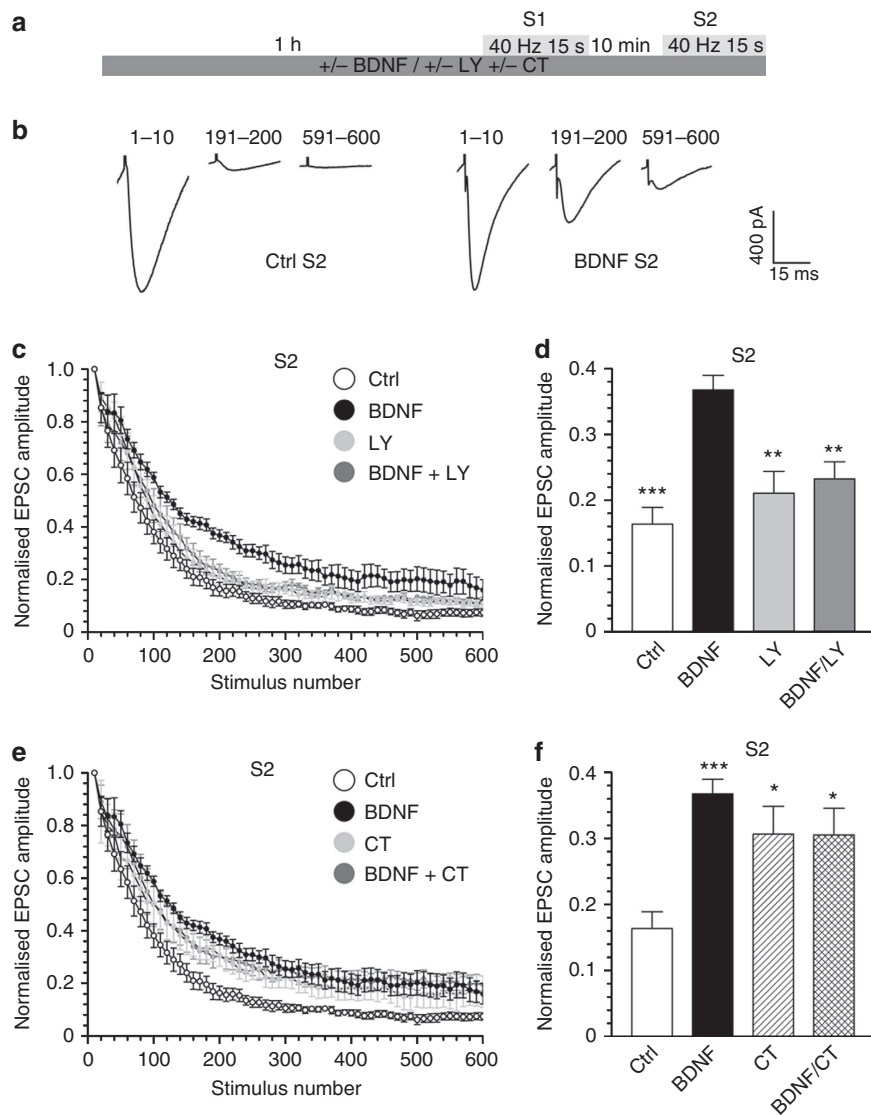 a
S1 S2
1 h 40 Hz 15 s 10 min 40 Hz 15 s
+/– BDNF / +/– LY +/– CT
b
1–10 191–200 591–600 1–10 191–200 591–600
Ctrl S2 BDNF S2
400 pA
15 ms
c
S2
Normalised EPSC amplitude
1.0
0.8
0.6
0.4
0.2
0
Ctrl
BDNF
LY
BDNF + LY
0 100 200 300 400 500 600
Stimulus number
d
S2
Normalised EPSC amplitude
0.4
0.3
0.2
0.1
0
*** ** **
Ctrl BDNF LY BDNF/LY
e
S2
Normalised EPSC amplitude
1.0
0.8
0.6
0.4
0.2
0
Ctrl
BDNF
CT
BDNF + CT
0 100 200 300 400 500 600
Stimulus number
f
S2
Normalised EPSC amplitude
0.4
0.3
0.2
0.1
0
*** * *
Ctrl BDNF CT BDNF/CT